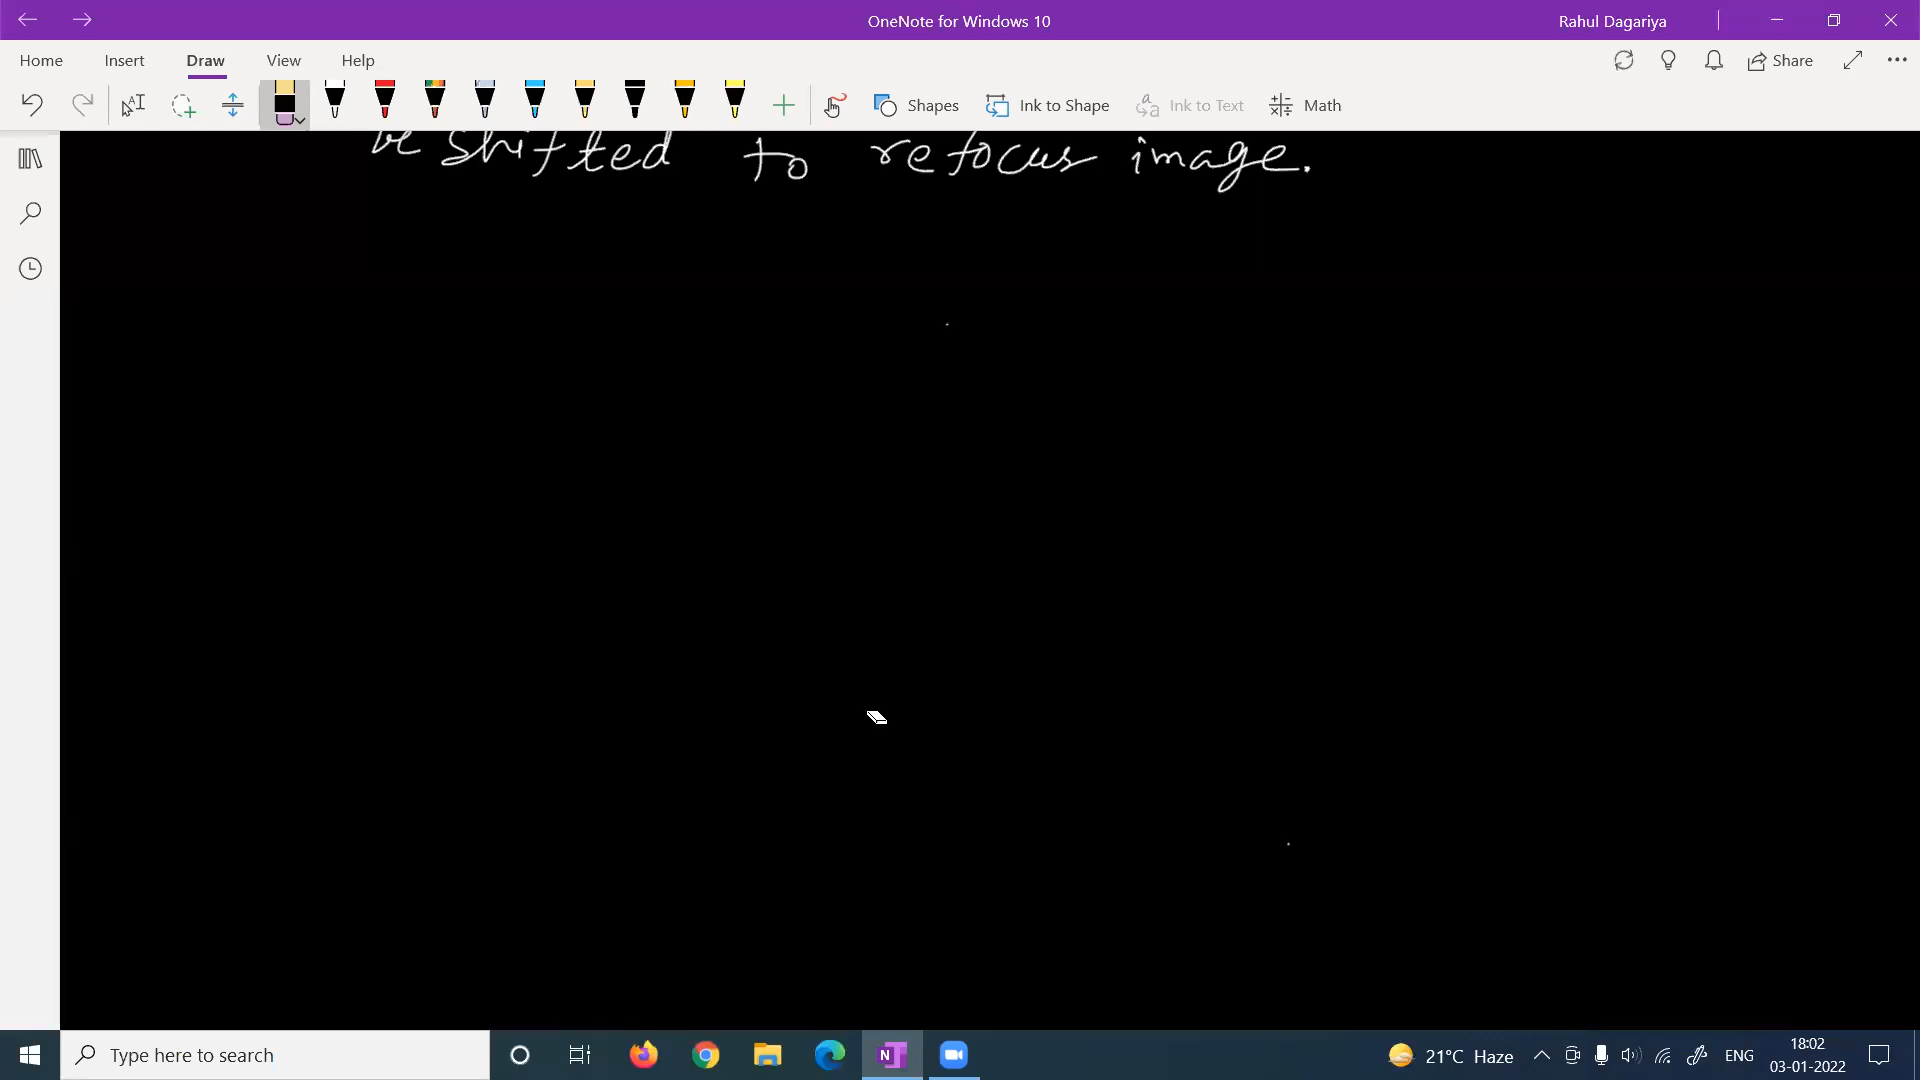 OneNote for Windows 10
Rahul Dagariya
Home Insert Draw View Help
Share
Shapes Ink to Shape Ink to Text Math
be shifted to refocus image.
Type here to search
21°C Haze
ENG
18:02
03-01-2022